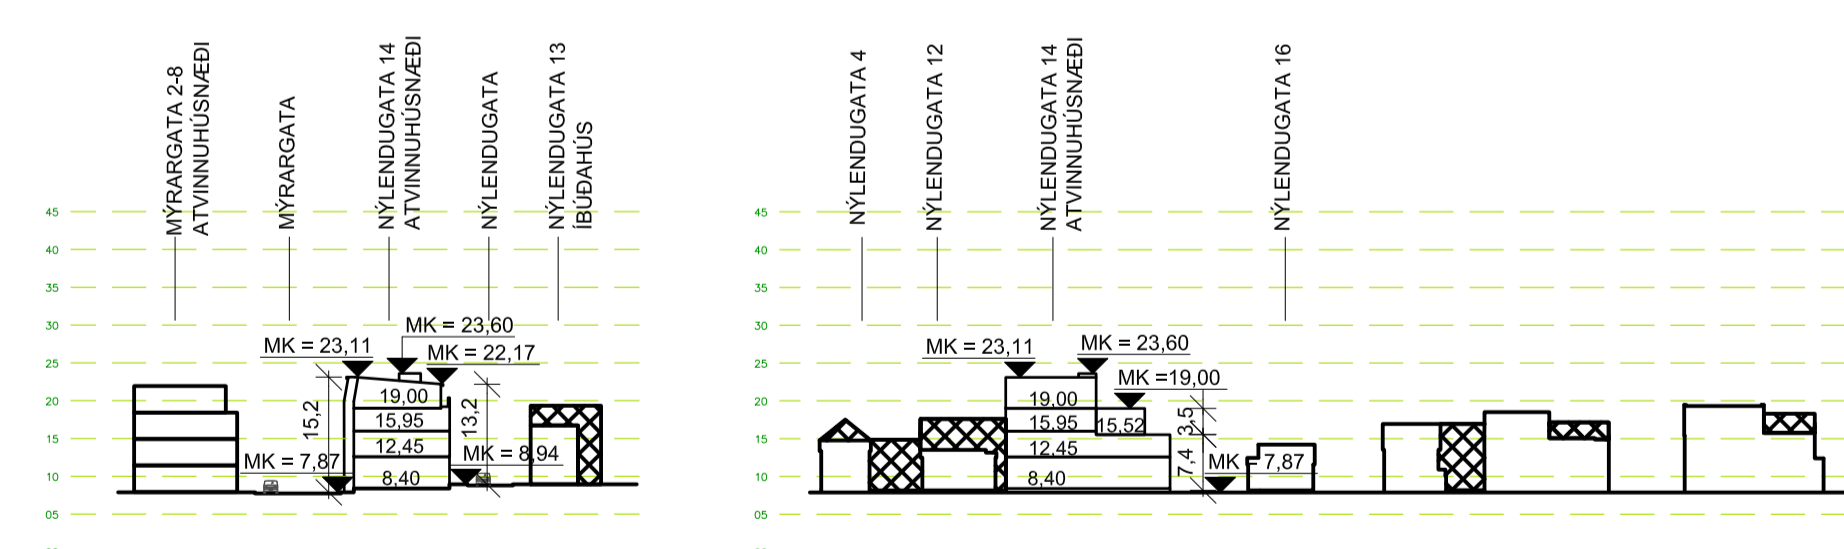 MÝRARGATA 2-8
ATVINNUHÚSNÆÐI
MÝRARGATA
NÝLENDUGATA 14
ATVINNUHÚSNÆÐI
NÝLENDUGATA
NÝLENDUGATA 13
ÍBÚÐAHÚS
45
40
35
30
25
20
15
10
05
MK = 23,60
MK = 23,11
MK = 22,17
19,00
15,95
12,45
8,40
15,2
13,2
MK = 7,87
MK = 8,94
NÝLENDUGATA 4
NÝLENDUGATA 12
NÝLENDUGATA 14
ATVINNUHÚSNÆÐI
NÝLENDUGATA 16
45
40
35
30
25
20
15
10
05
MK = 23,11
MK = 23,60
MK =19,00
19,00
15,95
15,52
12,45
8,40
3,5
7,4
MK = 7,87